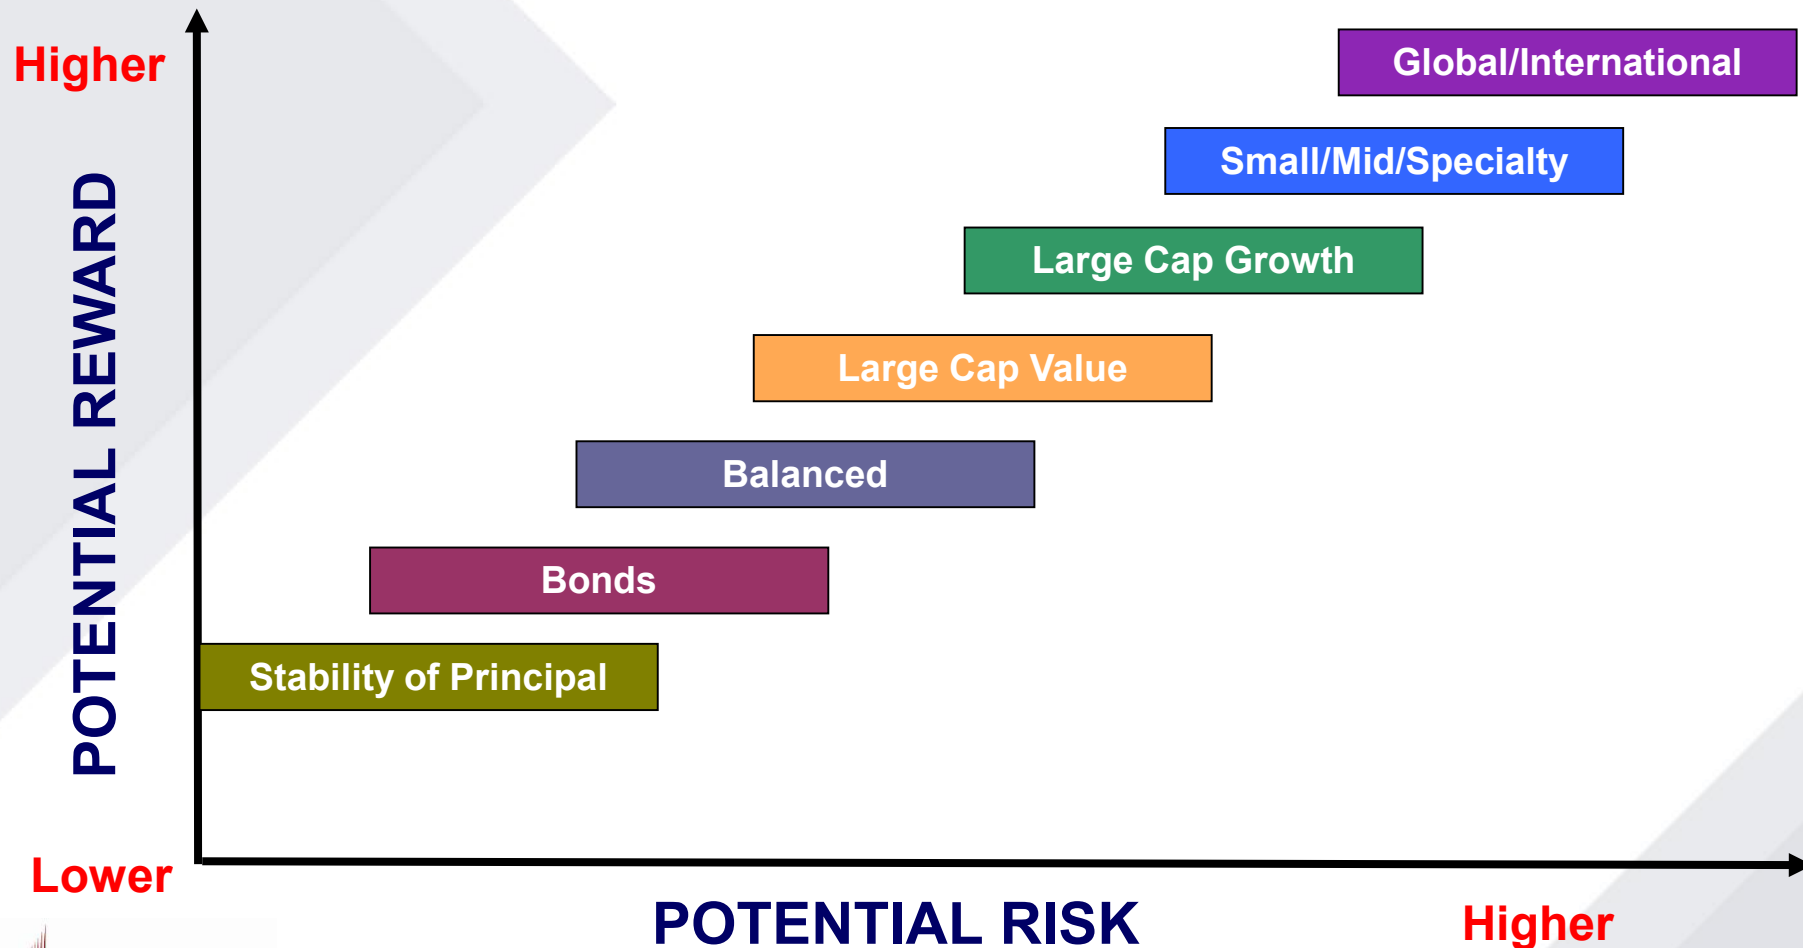 Higher
Global/International
Small/Mid/Specialty
Large Cap Growth
Large Cap Value
Balanced
Bonds
Stability of Principal
POTENTIAL REWARD
Lower
POTENTIAL RISK
Higher